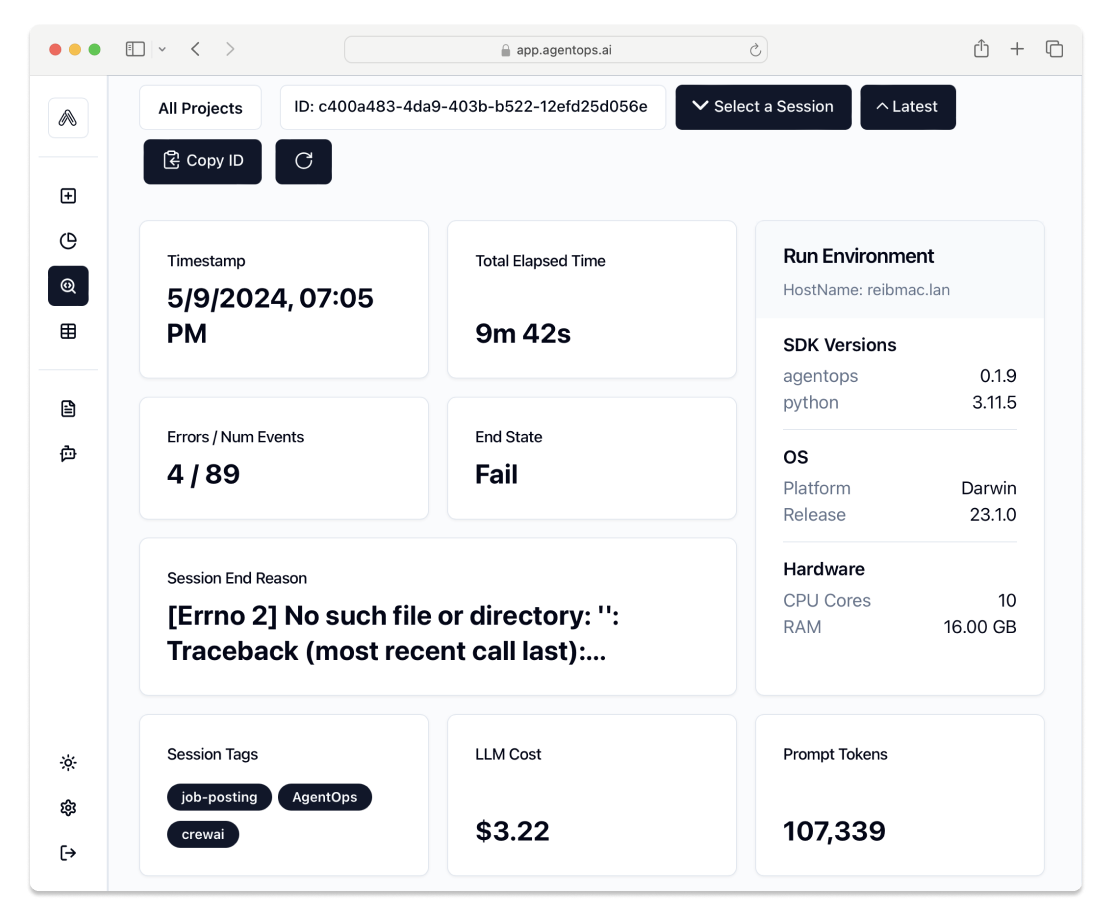 app.agentops.ai
All Projects
ID: c400a483-4da9-403b-b522-12efd25d056e
Select a Session
Latest
Copy ID
Timestamp
5/9/2024, 07:05
PM
Total Elapsed Time
9m 42s
Run Environment
HostName: reibmac.lan
SDK Versions
agentops 0.1.9
python 3.11.5
OS
Platform Darwin
Release 23.1.0
Hardware
CPU Cores 10
RAM 16.00 GB
Errors / Num Events
4 / 89
End State
Fail
Session End Reason
[Errno 2] No such file or directory: '':
Traceback (most recent call last):...
Session Tags
job-posting AgentOps
crewai
LLM Cost
$3.22
Prompt Tokens
107,339